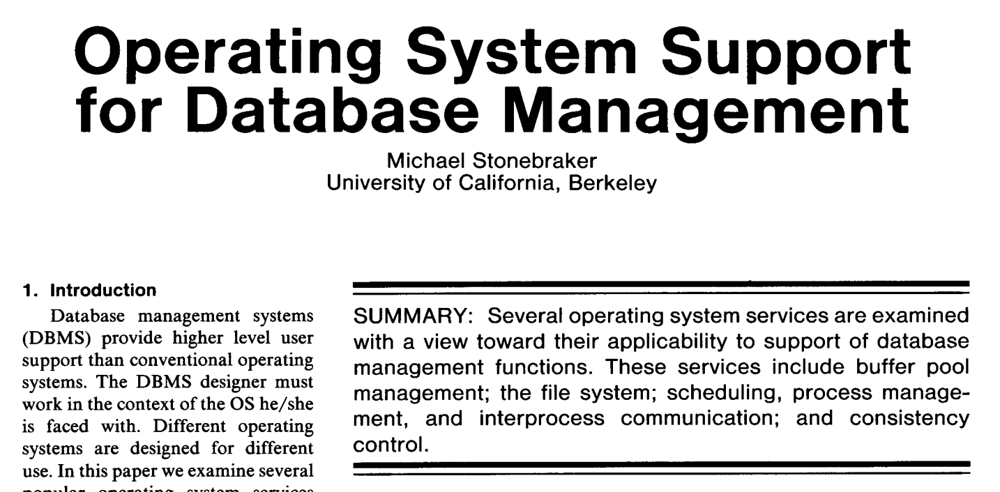 Operating System Support
for Database Management
Michael Stonebraker
University of California, Berkeley
1. Introduction
Database management systems
(DBMS) provide higher level user
support than conventional operating
systems. The DBMS designer must
work in the context of the OS he/she
is faced with. Different operating
systems are designed for different
use. In this paper we examine several
popular operating system services
SUMMARY: Several operating system services are examined
with a view toward their applicability to support of database
management functions. These services include buffer pool
management; the file system; scheduling, process manage-
ment, and interprocess communication; and consistency
control.